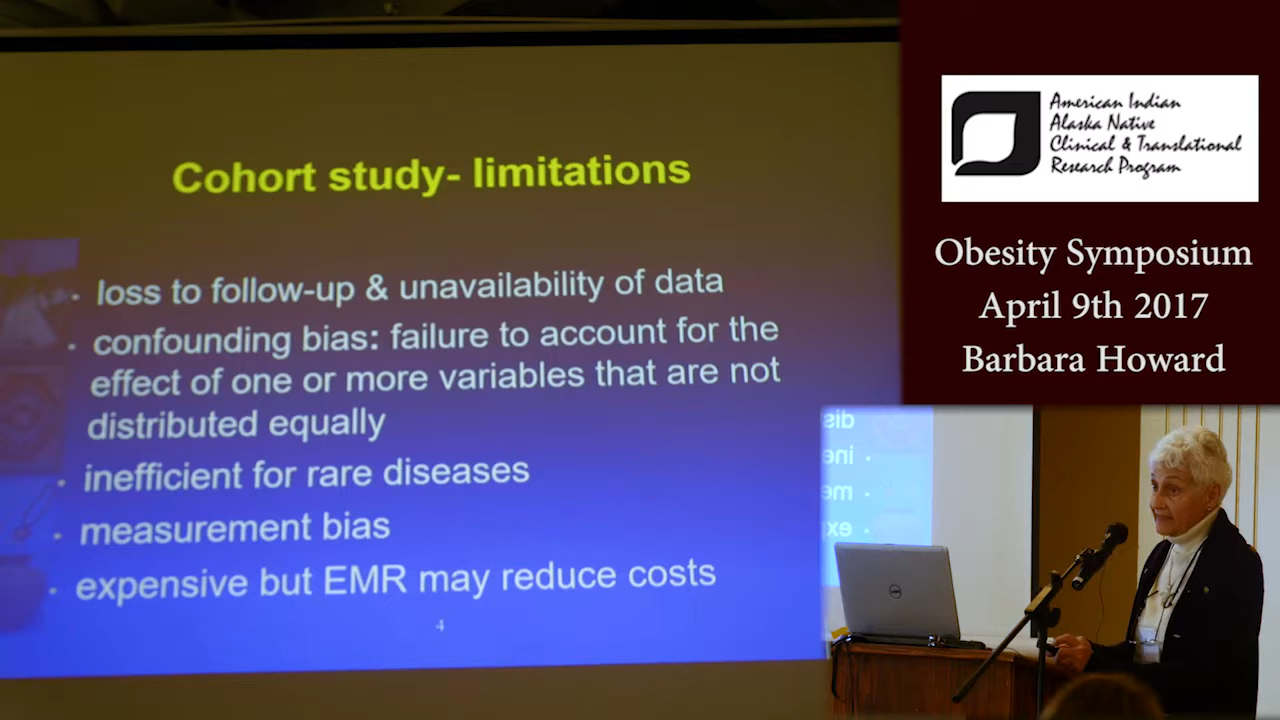 Cohort study- limitations
· loss to follow-up & unavailability of data
· confounding bias: failure to account for the
effect of one or more variables that are not
distributed equally
· inefficient for rare diseases
· measurement bias
· expensive but EMR may reduce costs
4
American Indian
Alaska Native
Clinical & Translational
Research Program
Obesity Symposium
April 9th 2017
Barbara Howard
DELL